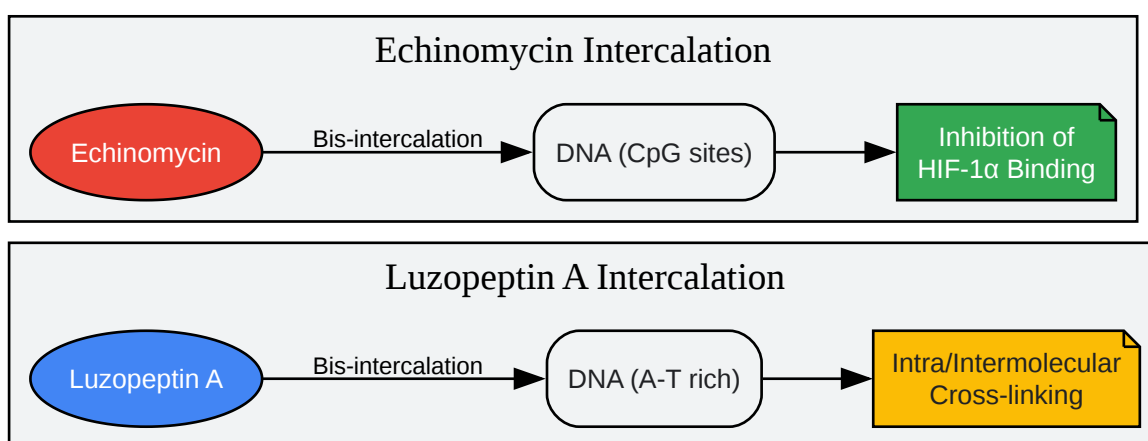 Echinomycin Intercalation
Echinomycin
Bis-intercalation
DNA (CpG sites)
Inhibition of
HIF-1α Binding
Luzopeptin A Intercalation
Luzopeptin A
Bis-intercalation
DNA (A-T rich)
Intra/Intermolecular
Cross-linking